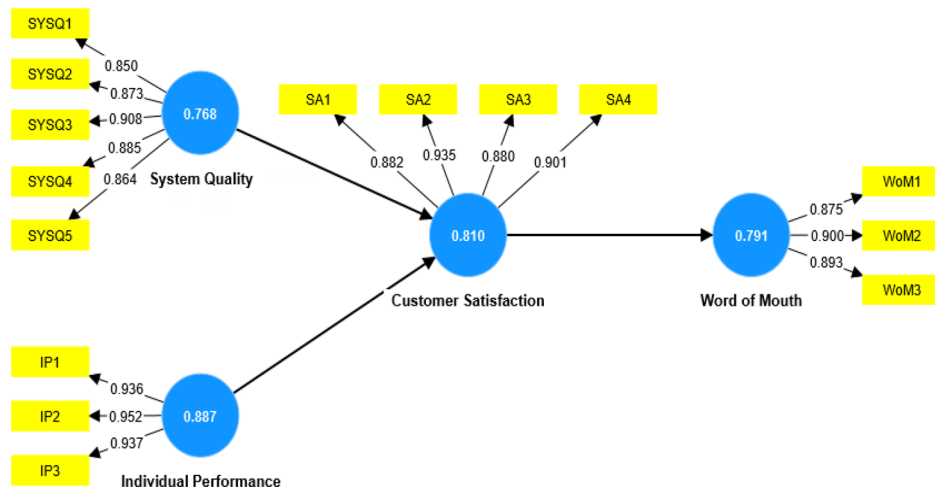 SYSQ1
0.850
SYSQ2
0.873
SYSQ3
0.908
0.768
0.885
SYSQ4
0.864
System Quality
SYSQ5
SA1
SA2
SA3
SA4
0.882
0.935
0.880
0.901
0.810
Customer Satisfaction
0.791
Word of Mouth
WoM1
0.875
0.900
WoM2
0.893
WoM3
IP1
0.936
IP2
0.952
0.887
0.937
IP3
Individual Performance